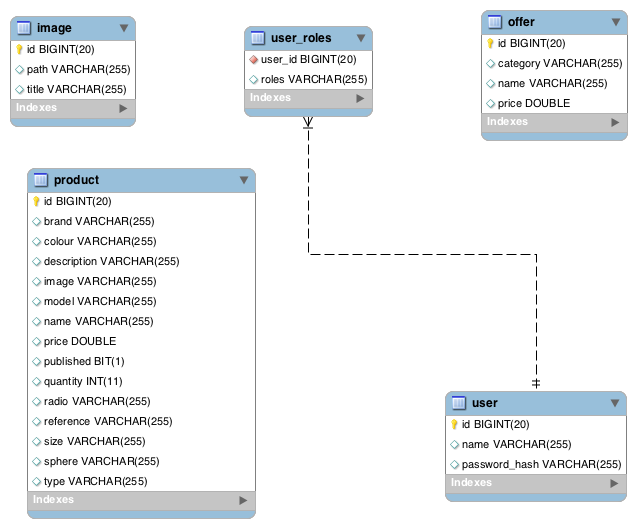 image
id BIGINT(20)
path VARCHAR(255)
title VARCHAR(255)
Indexes
user_roles
user_id BIGINT(20)
roles VARCHAR(255)
Indexes
offer
id BIGINT(20)
category VARCHAR(255)
name VARCHAR(255)
price DOUBLE
Indexes
product
id BIGINT(20)
brand VARCHAR(255)
colour VARCHAR(255)
description VARCHAR(255)
image VARCHAR(255)
model VARCHAR(255)
name VARCHAR(255)
price DOUBLE
published BIT(1)
quantity INT(11)
radio VARCHAR(255)
reference VARCHAR(255)
size VARCHAR(255)
sphere VARCHAR(255)
type VARCHAR(255)
Indexes
user
id BIGINT(20)
name VARCHAR(255)
password_hash VARCHAR(255)
Indexes